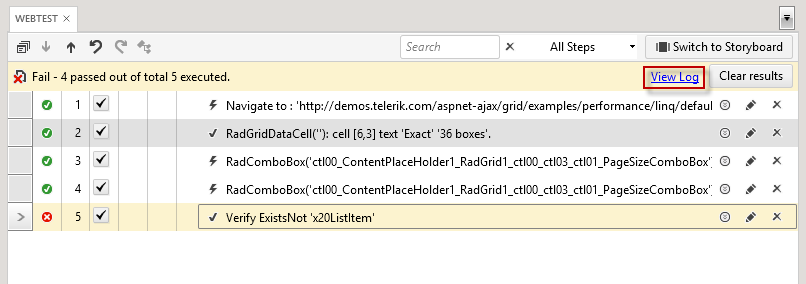 WEBTEST
Search
All Steps
Switch to Storyboard
Fail - 4 passed out of total 5 executed.
View Log
Clear results
1 Navigate to : 'http://demos.telerik.com/aspnet-ajax/grid/examples/performance/linq/defaul
2 RadGridDataCell(''): cell [6,3] text 'Exact' '36 boxes'.
3 RadComboBox('ctl00_ContentPlaceHolder1_RadGrid1_ctl00_ctl03_ctl01_PageSizeComboBox')
4 RadComboBox('ctl00_ContentPlaceHolder1_RadGrid1_ctl00_ctl03_ctl01_PageSizeComboBox')
5 Verify ExistsNot 'x20ListItem'